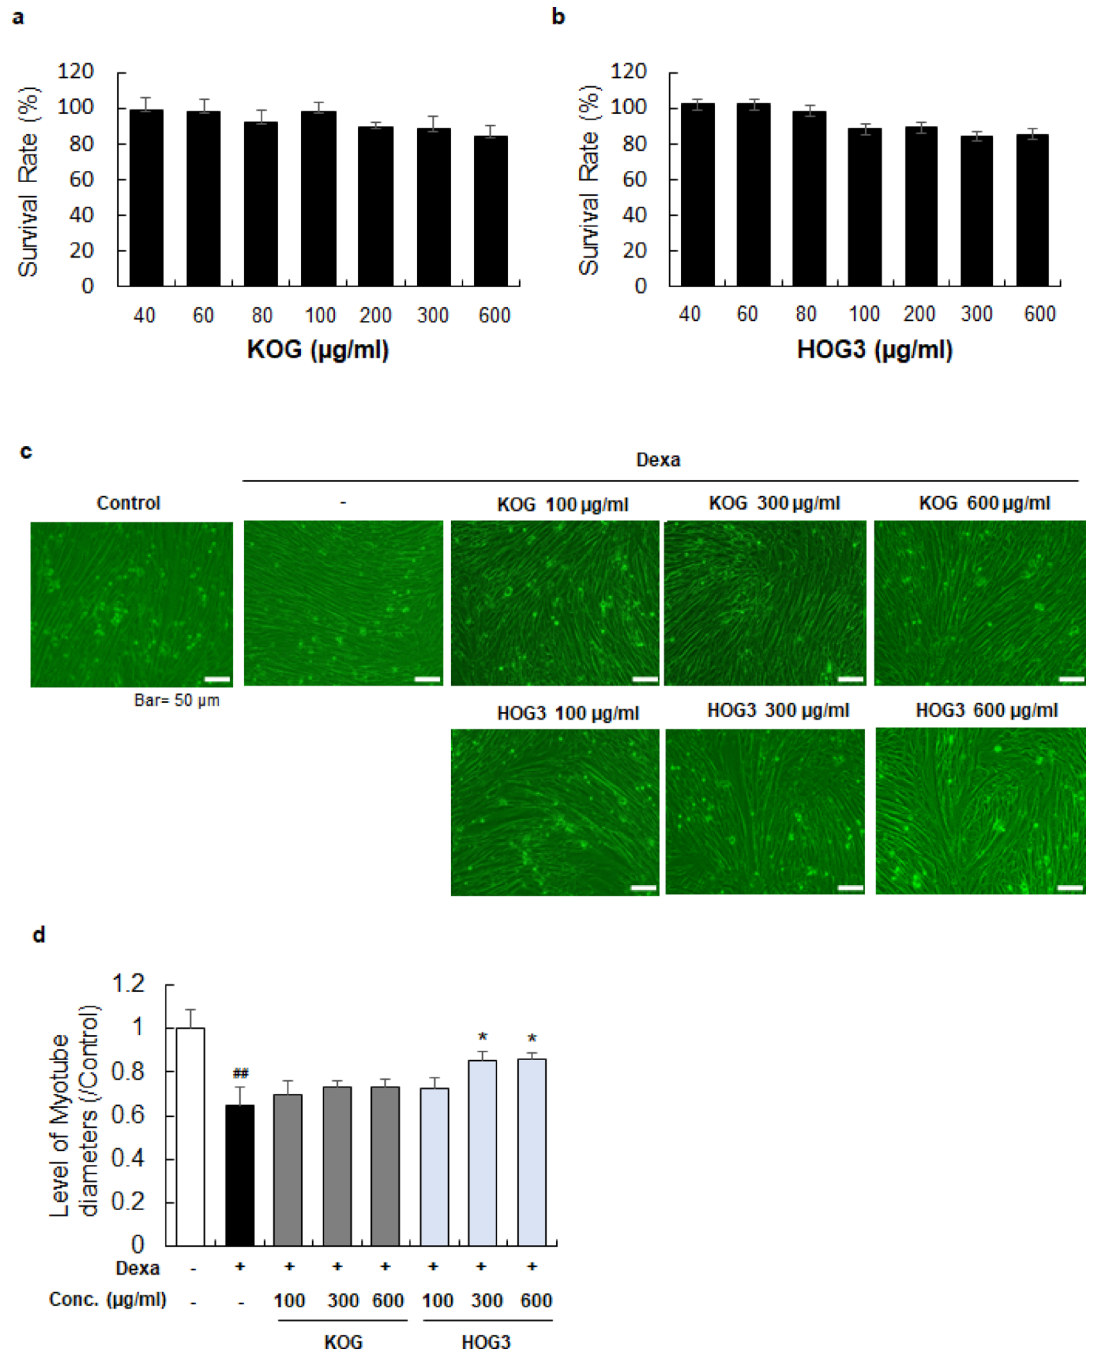 a
120
100
80
60
40
20
0
Survival Rate (%)
40 60 80 100 200 300 600
KOG (µg/ml)
b
120
100
80
60
40
20
0
Survival Rate (%)
40 60 80 100 200 300 600
HOG3 (µg/ml)
c
Dexa
Control - KOG 100 µg/ml KOG 300 µg/ml KOG 600 µg/ml
Bar= 50 µm
HOG3 100 µg/ml HOG3 300 µg/ml HOG3 600 µg/ml
d
1.2
1
0.8
0.6
0.4
0.2
0
Level of Myotube
diameters (/Control)
##
* *
Dexa - + + + + + + +
Conc. (µg/ml) - - 100 300 600 100 300 600
KOG HOG3